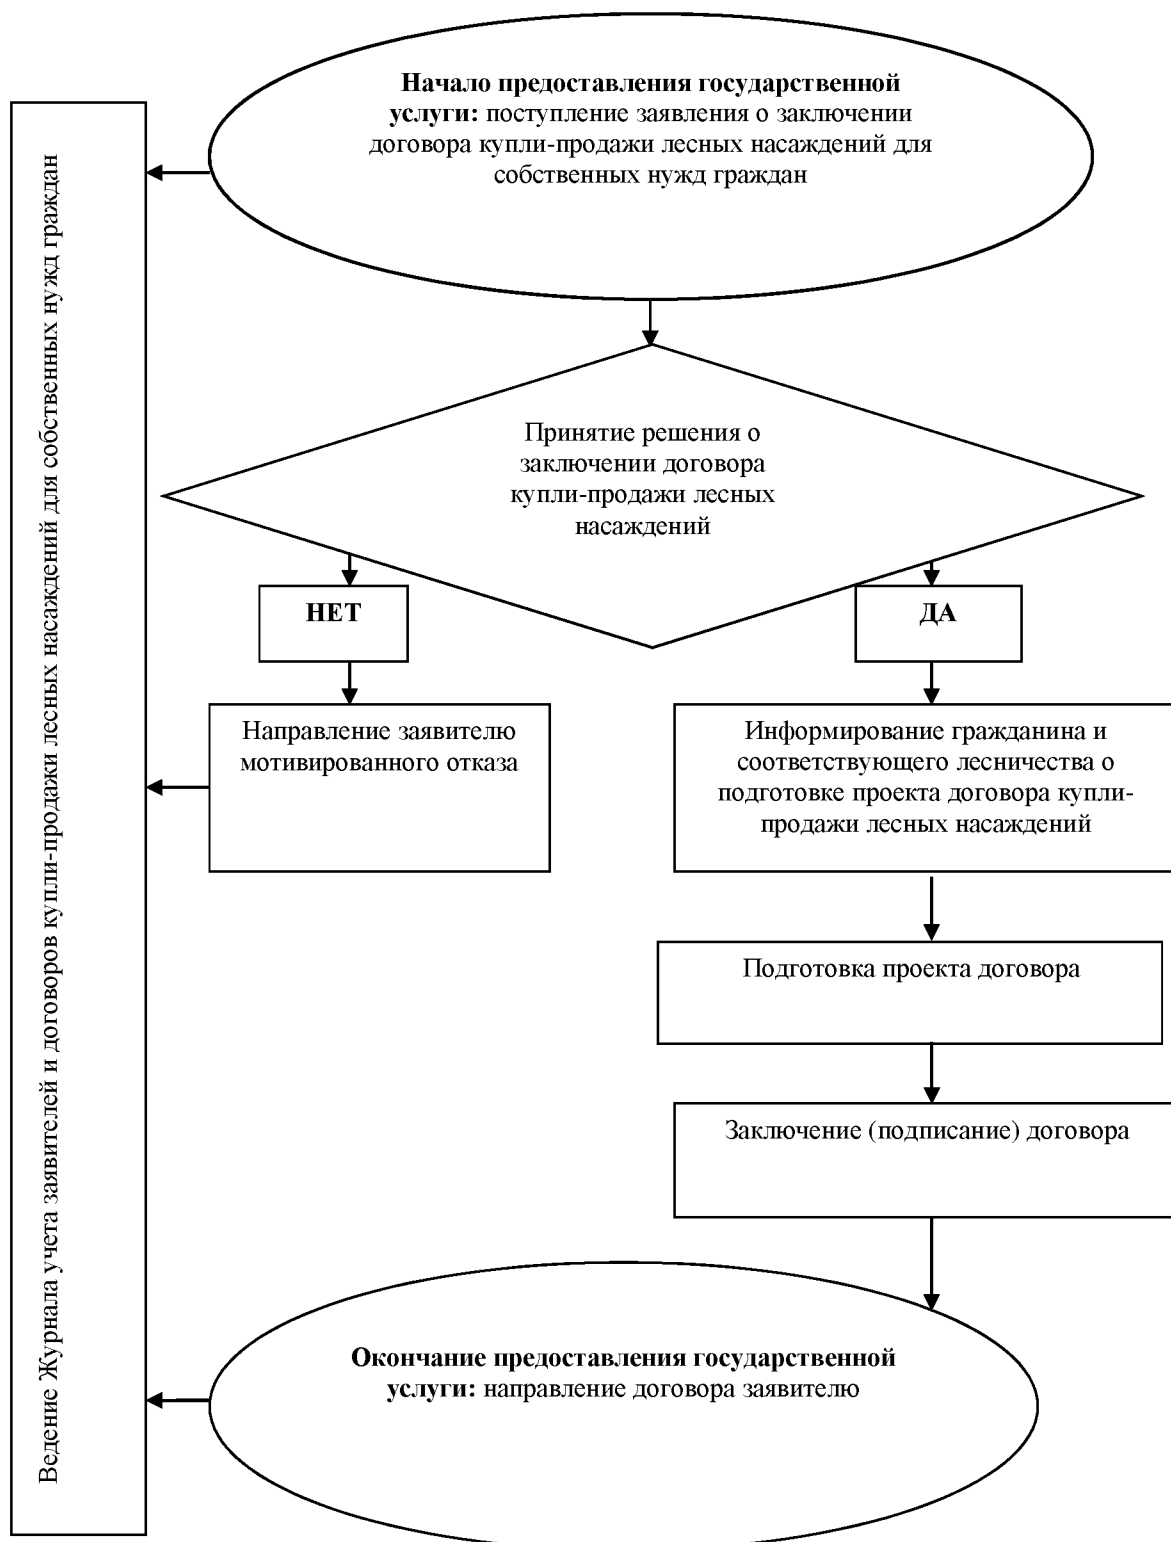 Начало предоставления государственной
услуги: поступление заявления о заключении
договора купли-продажи лесных насаждений для
собственных нужд граждан
Ведение Журнала учета заявителей и договоров купли-продажи лесных насаждений для собственных нужд граждан
Принятие решения о
заключении договора
купли-продажи лесных
насаждений
НЕТ
ДА
Направление заявителю
мотивированного отказа
Информирование гражданина и
соответствующего лесничества о
подготовке проекта договора купли-
продажи лесных насаждений
Подготовка проекта договора
Заключение (подписание) договора
Окончание предоставления государственной
услуги: направление договора заявителю